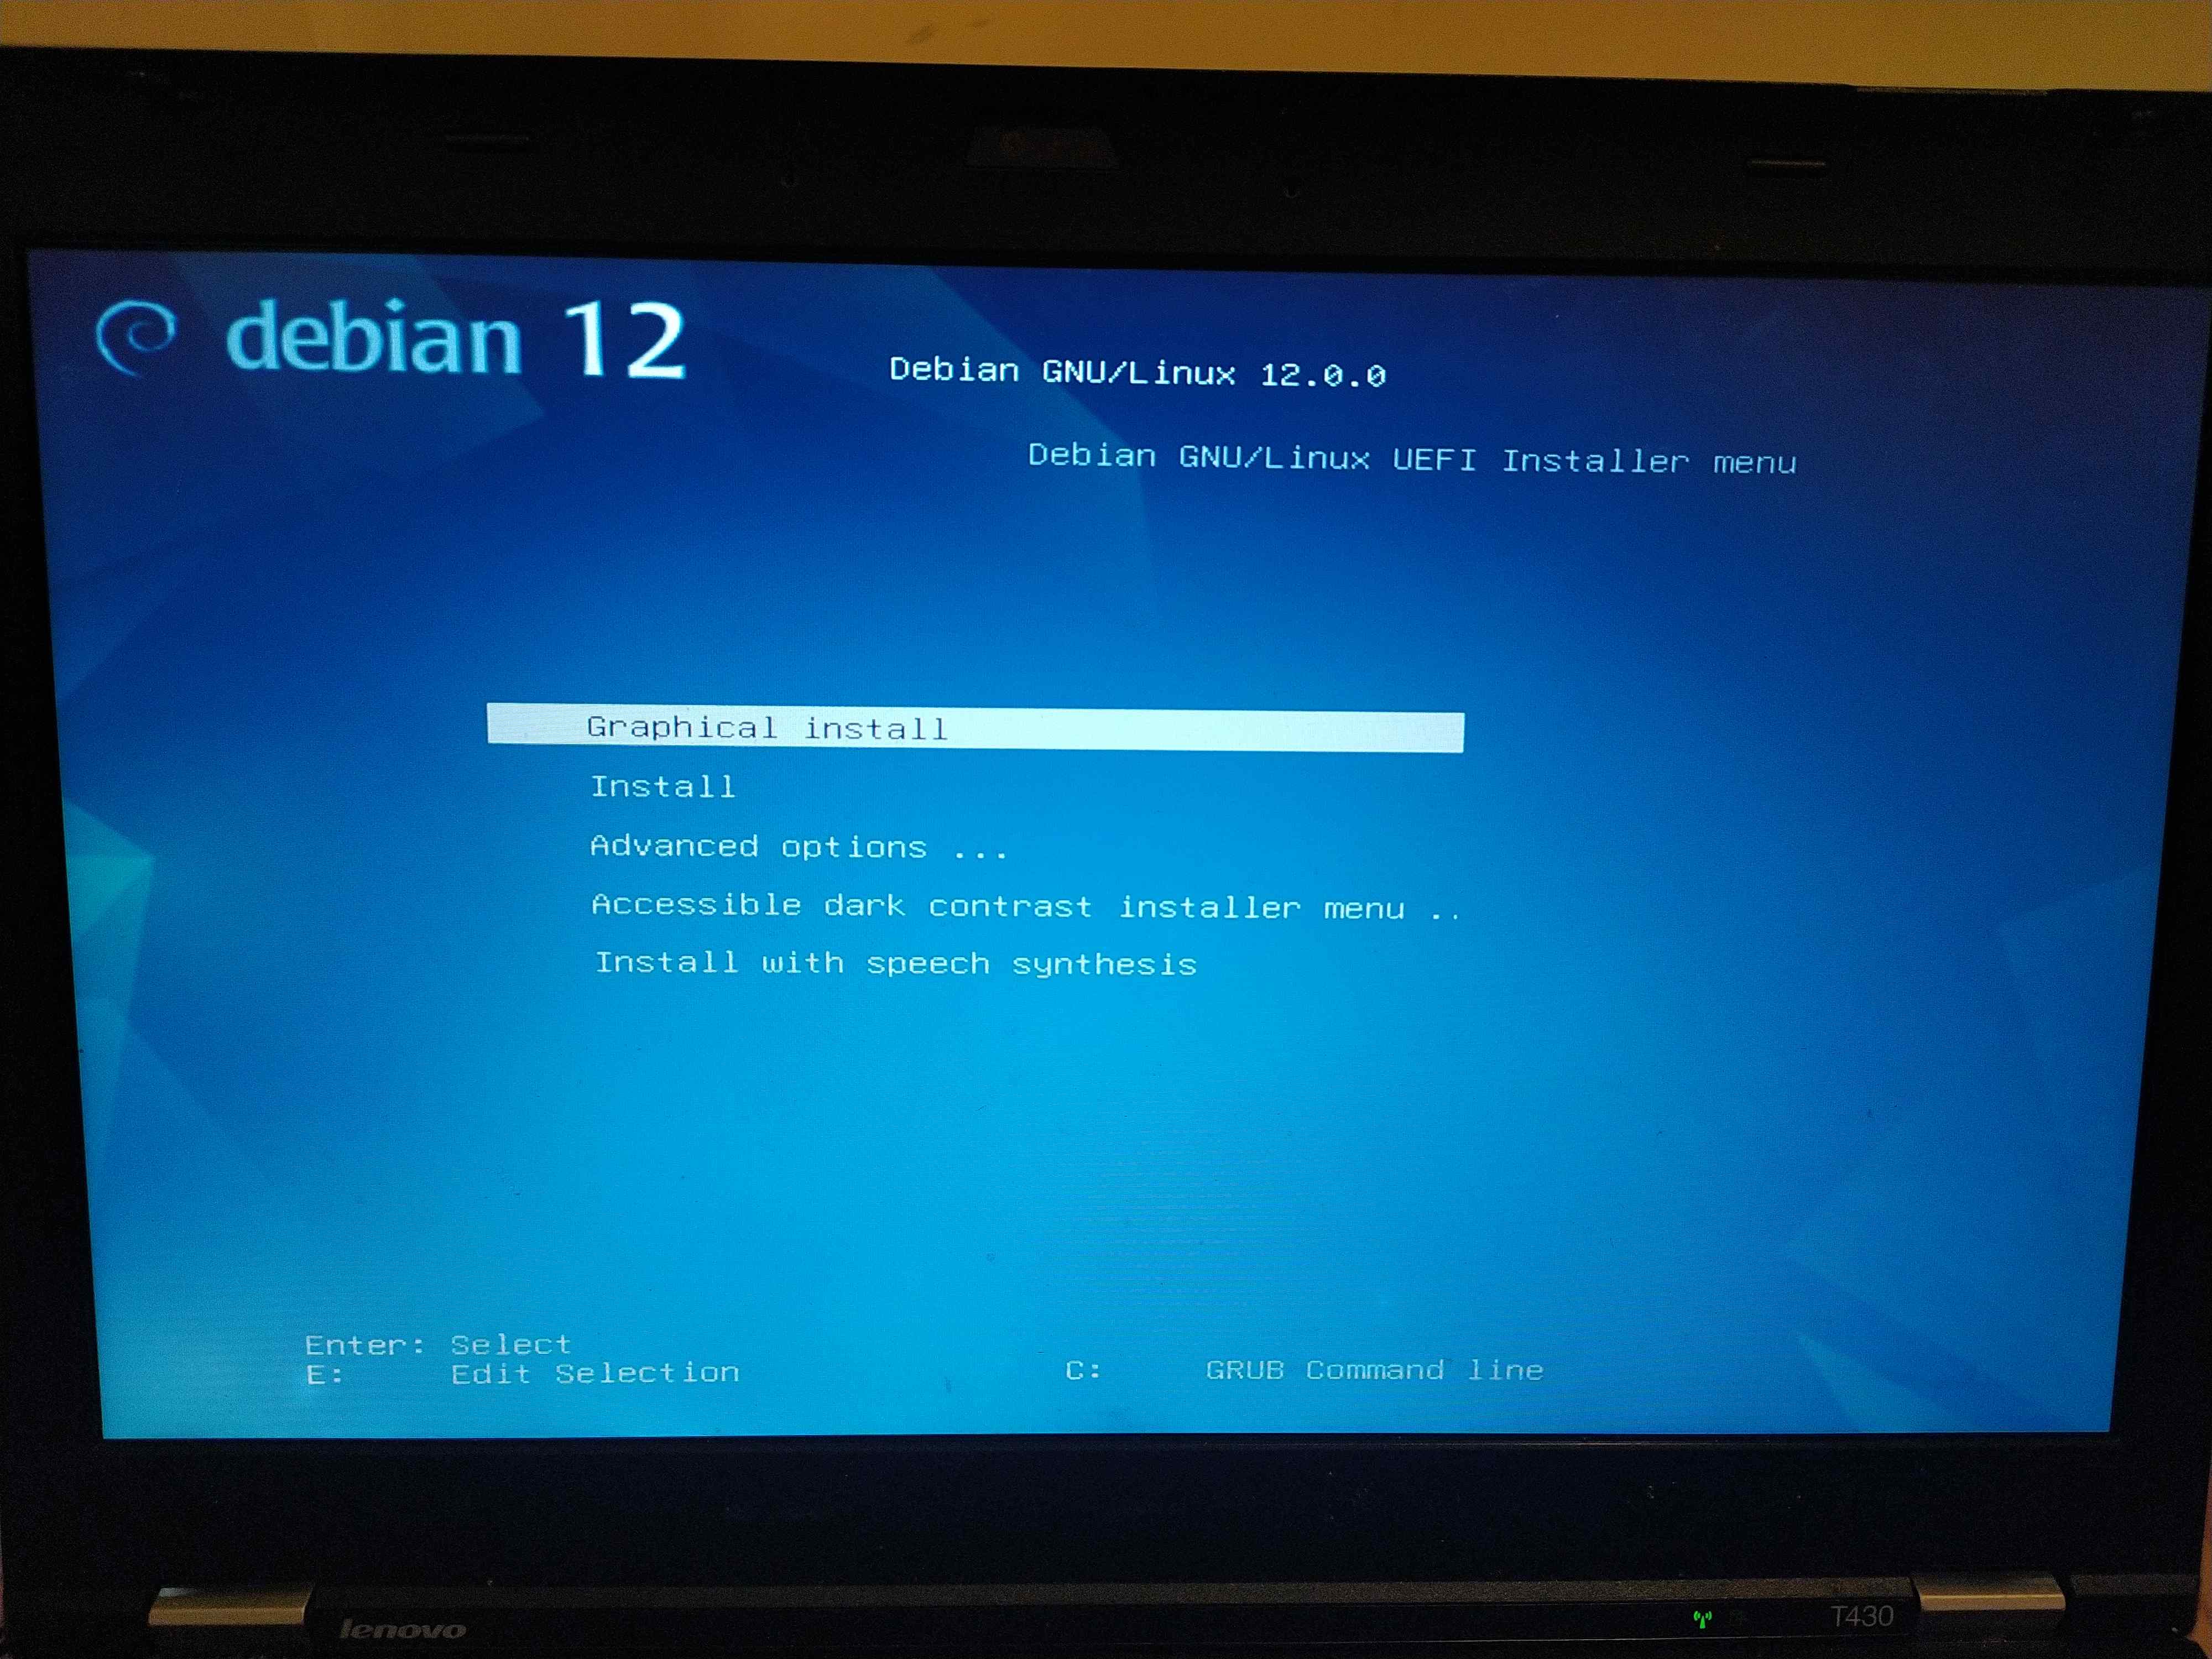 debian 12
Debian GNU/Linux 12.0.0
Debian GNU/Linux UEFI Installer menu
Graphical install
Install
Advanced options ...
Accessible dark contrast installer menu ..
Install with speech synthesis
Enter: Select
E: Edit Selection
C: GRUB Command line
lenovo
T430